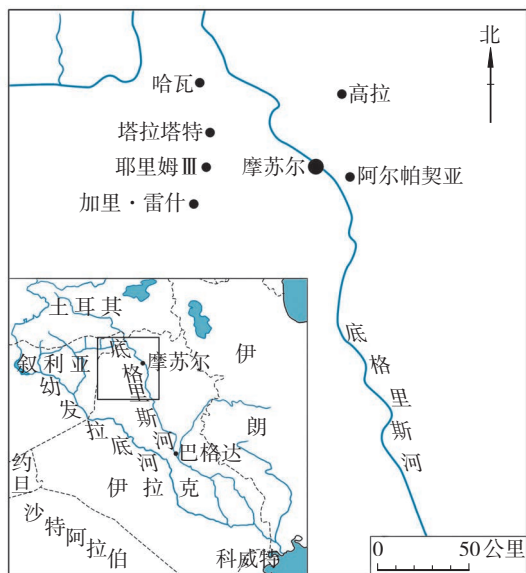 北
哈瓦
高拉
塔拉塔特
耶里姆Ⅲ
摩苏尔
阿尔帕契亚
加里·雷什
底格里斯河
土耳其
叙利亚
底格里斯河
摩苏尔
伊朗
幼发拉底河
巴格达
约旦
伊拉克
沙特阿拉伯
科威特
0 50公里